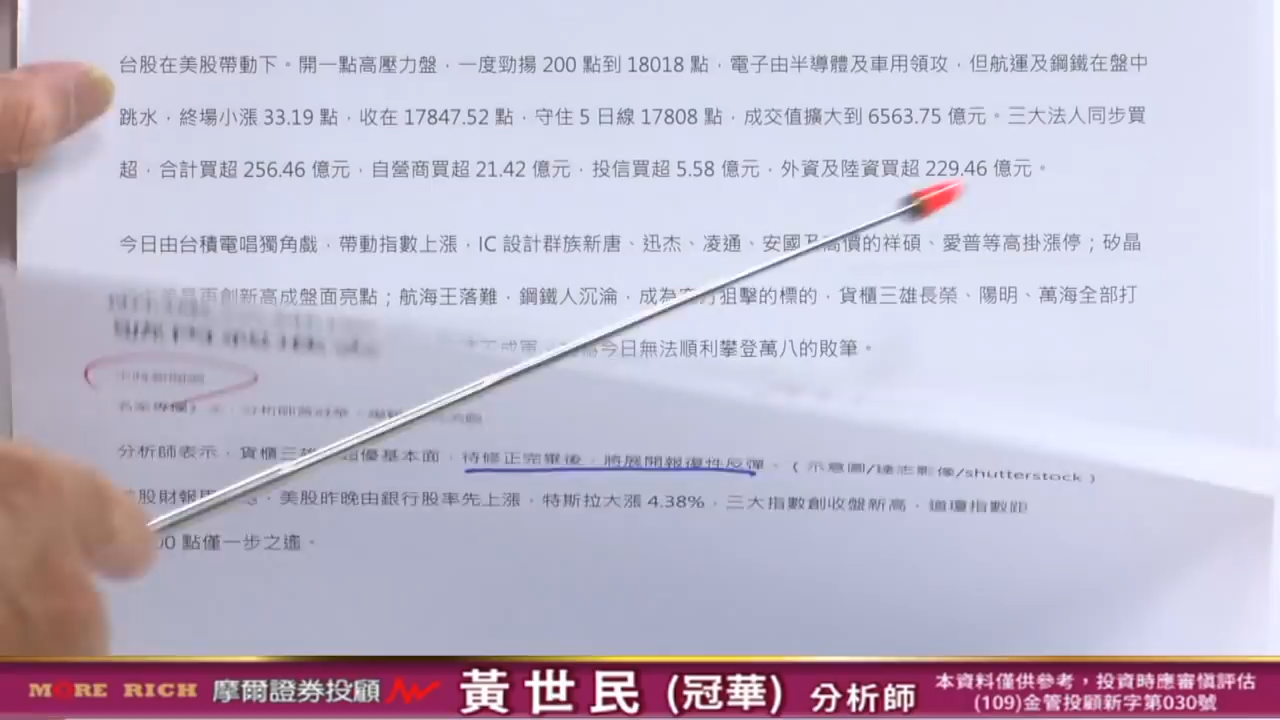 台股在美股帶動下。開一點高壓力盤，一度勁揚 200 點到 18018 點，電子由半導體及車用領攻，但航運及鋼鐵在盤中
跳水，終場小漲 33.19 點，收在 17847.52 點，守住 5 日線 17808 點，成交值擴大到 6563.75 億元。三大法人同步買
超，合計買超 256.46 億元，自營商買超 21.42 億元，投信買超 5.58 億元，外資及陸資買超 229.46 億元。
今日由台積電唱獨角戲，帶動指數上漲，IC 設計群族新唐、迅杰、凌通、安國及高價的祥碩、愛普等高掛漲停；矽晶
再創新高成盤面亮點；航海王落難，鋼鐵人沉淪，成為空方狙擊的標的，貨櫃三雄長榮、陽明、萬海全部打
今日無法順利攀登萬八的敗筆。
分析師表示，貨櫃三雄 超優基本面，待修正完畢後，將展開報復性反彈。（示意圖/達志影像/shutterstock）
股財報 ，美股昨晚由銀行股率先上漲，特斯拉大漲 4.38%，三大指數創收盤新高，道瓊指數距
00 點僅一步之遙。
MORE RICH 摩爾證券投顧 黃世民 (冠華) 分析師 本資料僅供參考，投資時應審慎評估
(109)金管投顧新字第030號